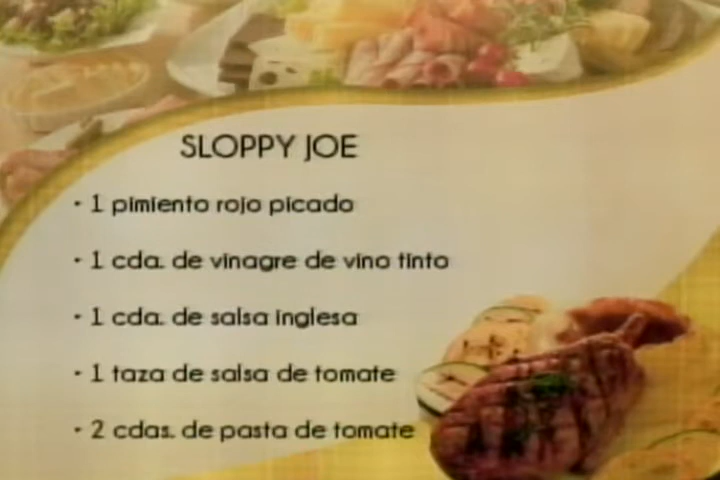 SLOPPY JOE
· 1 pimiento rojo picado
· 1 cda. de vinagre de vino tinto
· 1 cda. de salsa inglesa
· 1 taza de salsa de tomate
· 2 cdas. de pasta de tomate